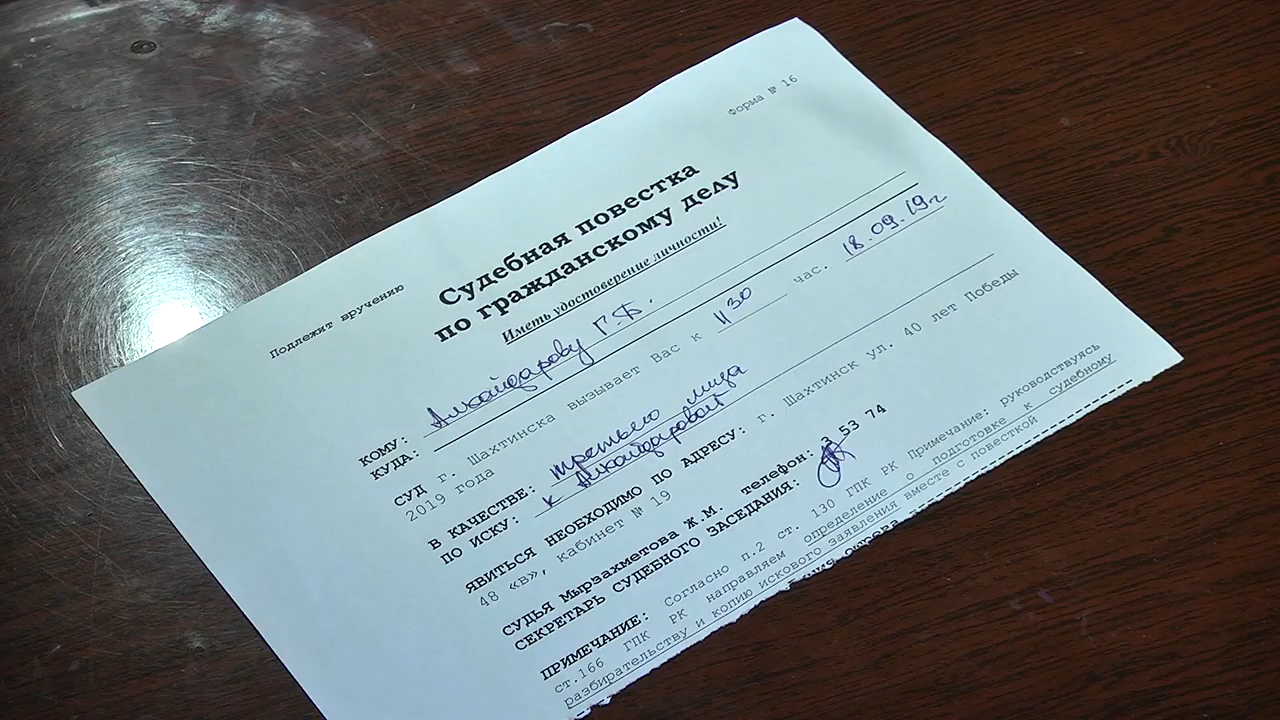 Форма № 16
Подлежит вручению
Судебная повестка
по гражданскому делу
Иметь удостоверение личности!
КОМУ: Алкайдарову Г.Б.
КУДА:
СУД г. Шахтинска вызывает Вас к 11 30 час. 18.09.19г
2019 года
В КАЧЕСТВЕ: третьего лица
ПО ИСКУ: к Алкайдаровой
ЯВИТЬСЯ НЕОБХОДИМО ПО АДРЕСУ: г. Шахтинск ул. 40 лет Победы
48 «в», кабинет № 19
СУДЬЯ Мырзахметова Ж.М. телефон: 53 74
СЕКРЕТАРЬ СУДЕБНОГО ЗАСЕДАНИЯ:
ПРИМЕЧАНИЕ: Согласно п.2 ст. 130 ГПК РК Примечание: руководствуясь
ст.166 ГПК РК направляем определение о подготовке к судебному
разбирательству и копию искового заявления вместе с повесткой